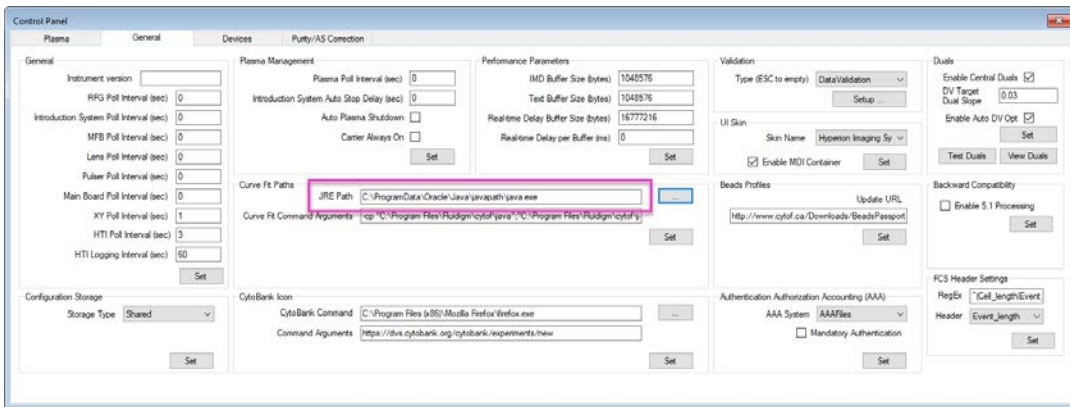 Control Panel
Plasma
General
Devices
Purity/AS Correction
General
Instrument version
RFG Poll Interval (sec) 0
Introduction System Poll Interval (sec) 0
MFB Poll Interval (sec) 0
Lens Poll Interval (sec) 0
Pulser Poll Interval (sec) 0
Main Board Poll Interval (sec) 0
XY Poll Interval (sec) 1
HTI Poll Interval (sec) 3
HTI Logging Interval (sec) 60
Set
Plasma Management
Plasma Poll Interval (sec) 0
Introduction System Auto Stop Delay (sec) 0
Auto Plasma Shutdown
Carrier Always On
Set
Performance Parameters
IMD Buffer Size (bytes) 1048576
Text Buffer Size (bytes) 1048576
Real-time Delay Buffer Size (bytes) 16777216
Real-time Delay per Buffer (ms) 0
Set
Validation
Type (ESC to empty) DataValidation
Setup ...
UI Skin
Skin Name Hyperion Imaging Sy
Enable MDI Container Set
Duals
Enable Central Duals
DV Target
Dual Slope 0.03
Enable Auto DV Opt
Set
Test Duals View Duals
Curve Fit Paths
JRE Path C:\ProgramData\Oracle\Java\javapath\java.exe ...
Curve Fit Command Arguments -cp "C:\Program Files\Fluidigm\cytof\java";"C:\Program Files\Fluidigm\cytof\j
Set
Beads Profiles
Update URL
http://www.cytof.ca/Downloads/BeadsPassport
Set
Backward Compatibility
Enable 5.1 Processing
Set
Configuration Storage
Storage Type Shared
Set
CytoBank Icon
CytoBank Command C:\Program Files (x86)\Mozilla Firefox\firefox.exe ...
Command Arguments https://dvs.cytobank.org/cytobank/experiments/new
Set
Authentication Authorization Accounting (AAA)
AAA System AAAFiles
Mandatory Authentication
Set
FCS Header Settings
RegEx ^(Cell_length|Event
Header Event_length
Set